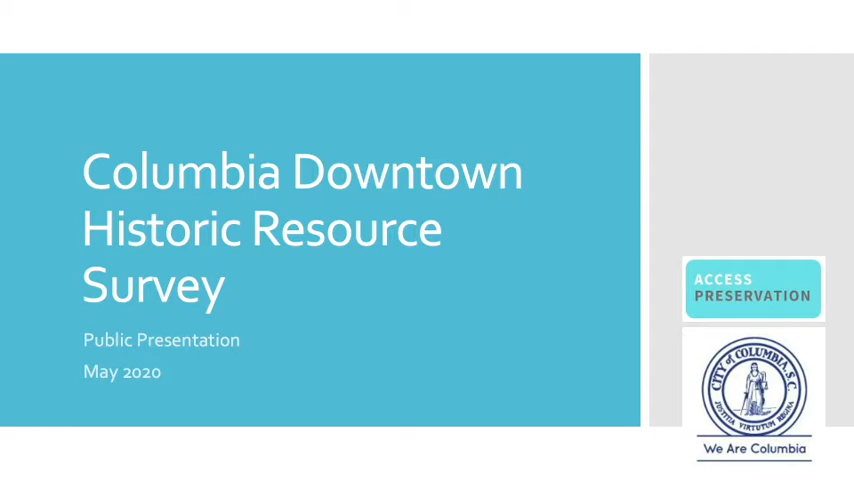 Columbia Downtown
Historic Resource
Survey
Public Presentation
May 2020
ACCESS
PRESERVATION
CITY OF COLUMBIA, S.C.
JUSTITIA VIRTUTUM REGINA
We Are Columbia